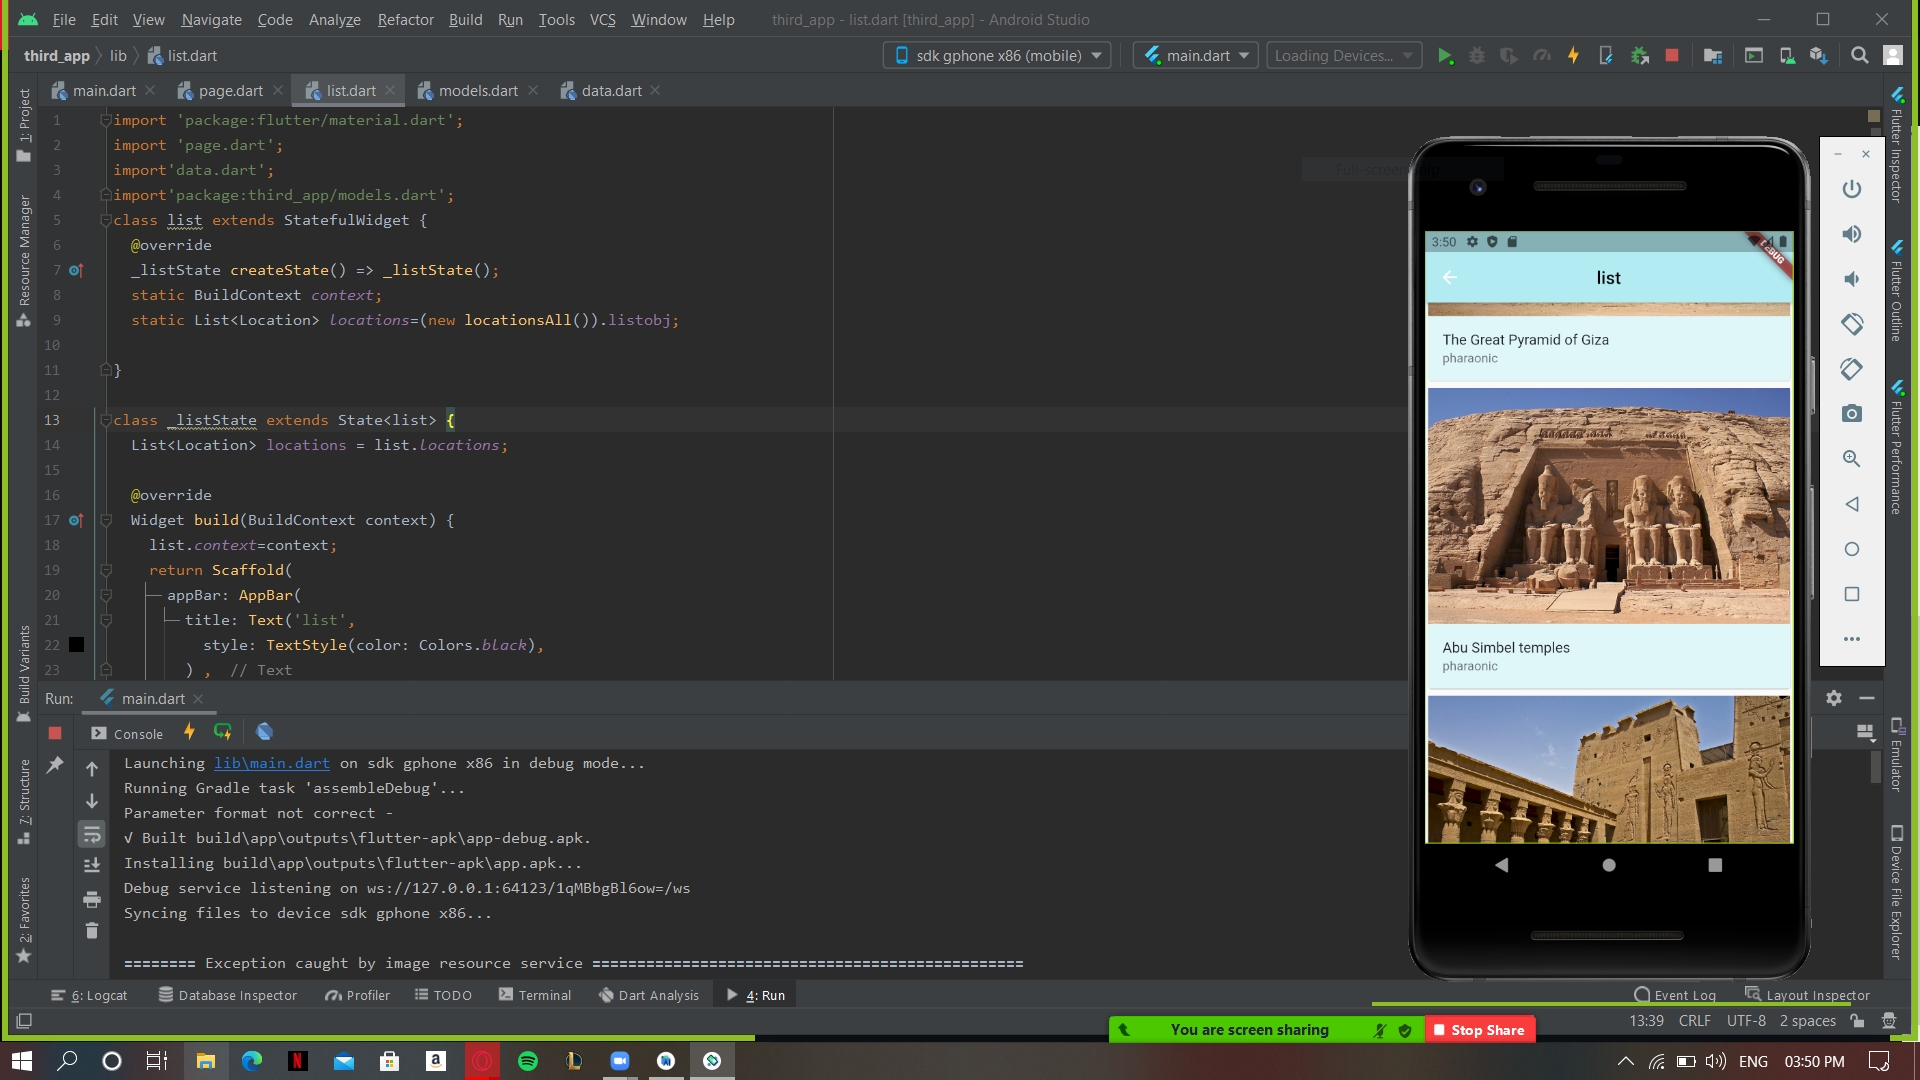 File Edit View Navigate Code Analyze Refactor Build Run Tools VCS Window Help third_app - list.dart [third_app] - Android Studio
third_app lib list.dart sdk gphone x86 (mobile) main.dart Loading Devices...
main.dart page.dart list.dart models.dart data.dart
1 import 'package:flutter/material.dart';
2 import 'page.dart';
3 import'data.dart';
4 import'package:third_app/models.dart';
5 class list extends StatefulWidget {
6 @override
7 _listState createState() => _listState();
8 static BuildContext context;
9 static List<Location> locations=(new locationsAll()).listobj;
10
11 }
12
13 class _listState extends State<list> {
14 List<Location> locations = list.locations;
15
16 @override
17 Widget build(BuildContext context) {
18 list.context=context;
19 return Scaffold(
20 appBar: AppBar(
21 title: Text('list',
22 style: TextStyle(color: Colors.black),
23 ) , // Text
1: Project
Resource Manager
Build Variants
7: Structure
2: Favorites
3:50
DEBUG
list
The Great Pyramid of Giza
pharaonic
Abu Simbel temples
pharaonic
Flutter Inspector
Flutter Outline
Flutter Performance
Emulator
Device File Explorer
Run: main.dart
Console
Launching lib\main.dart on sdk gphone x86 in debug mode...
Running Gradle task 'assembleDebug'...
Parameter format not correct -
√ Built build\app\outputs\flutter-apk\app-debug.apk.
Installing build\app\outputs\flutter-apk\app.apk...
Debug service listening on ws://127.0.0.1:64123/1qMBbgBl6ow=/ws
Syncing files to device sdk gphone x86...
======== Exception caught by image resource service ================================================
6: Logcat Database Inspector Profiler TODO Terminal Dart Analysis 4: Run Event Log Layout Inspector
13:39 CRLF UTF-8 2 spaces
You are screen sharing Stop Share
ENG 03:50 PM